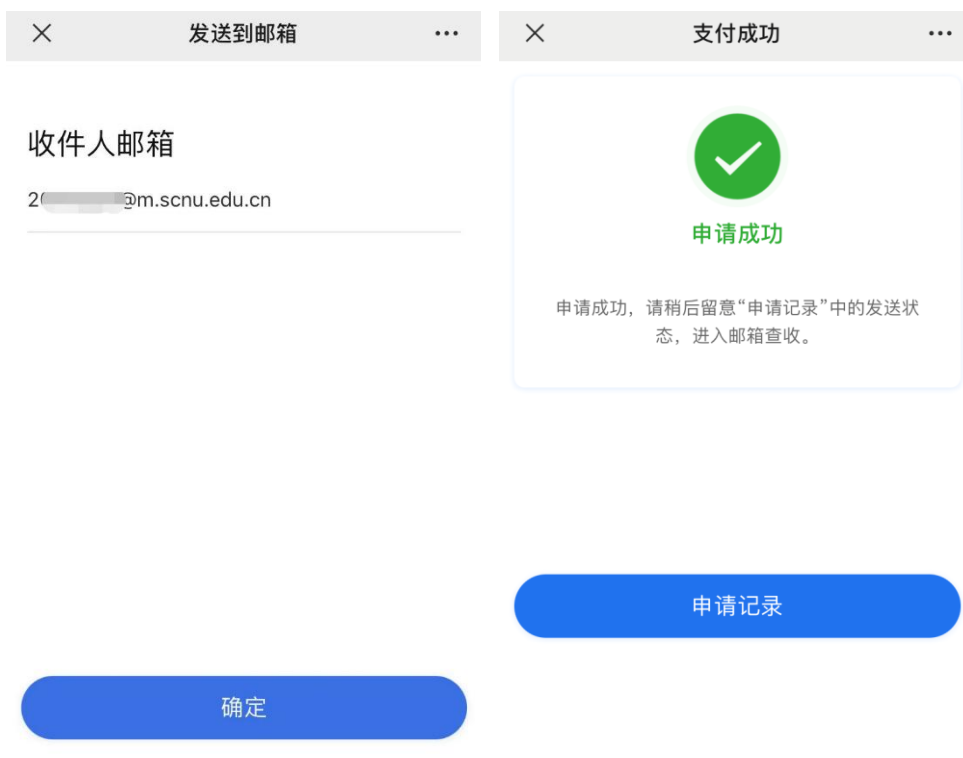 发送到邮箱
收件人邮箱
2 @m.scnu.edu.cn
确定
支付成功
申请成功
申请成功，请稍后留意“申请记录”中的发送状
态，进入邮箱查收。
申请记录